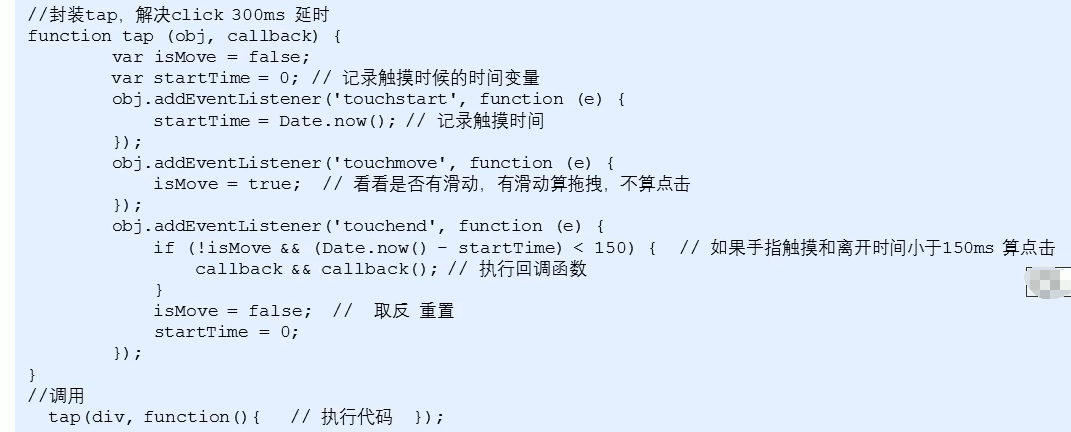 //封装tap，解决click 300ms 延时
function tap (obj, callback) {
        var isMove = false;
        var startTime = 0; // 记录触摸时候的时间变量
        obj.addEventListener('touchstart', function (e) {
            startTime = Date.now(); // 记录触摸时间
        });
        obj.addEventListener('touchmove', function (e) {
            isMove = true;  // 看看是否有滑动，有滑动算拖拽，不算点击
        });
        obj.addEventListener('touchend', function (e) {
            if (!isMove && (Date.now() - startTime) < 150) {  // 如果手指触摸和离开时间小于150ms 算点击
                callback && callback(); // 执行回调函数
            }
            isMove = false;  //  取反 重置
            startTime = 0;
        });
}
//调用
  tap(div, function(){   // 执行代码  });